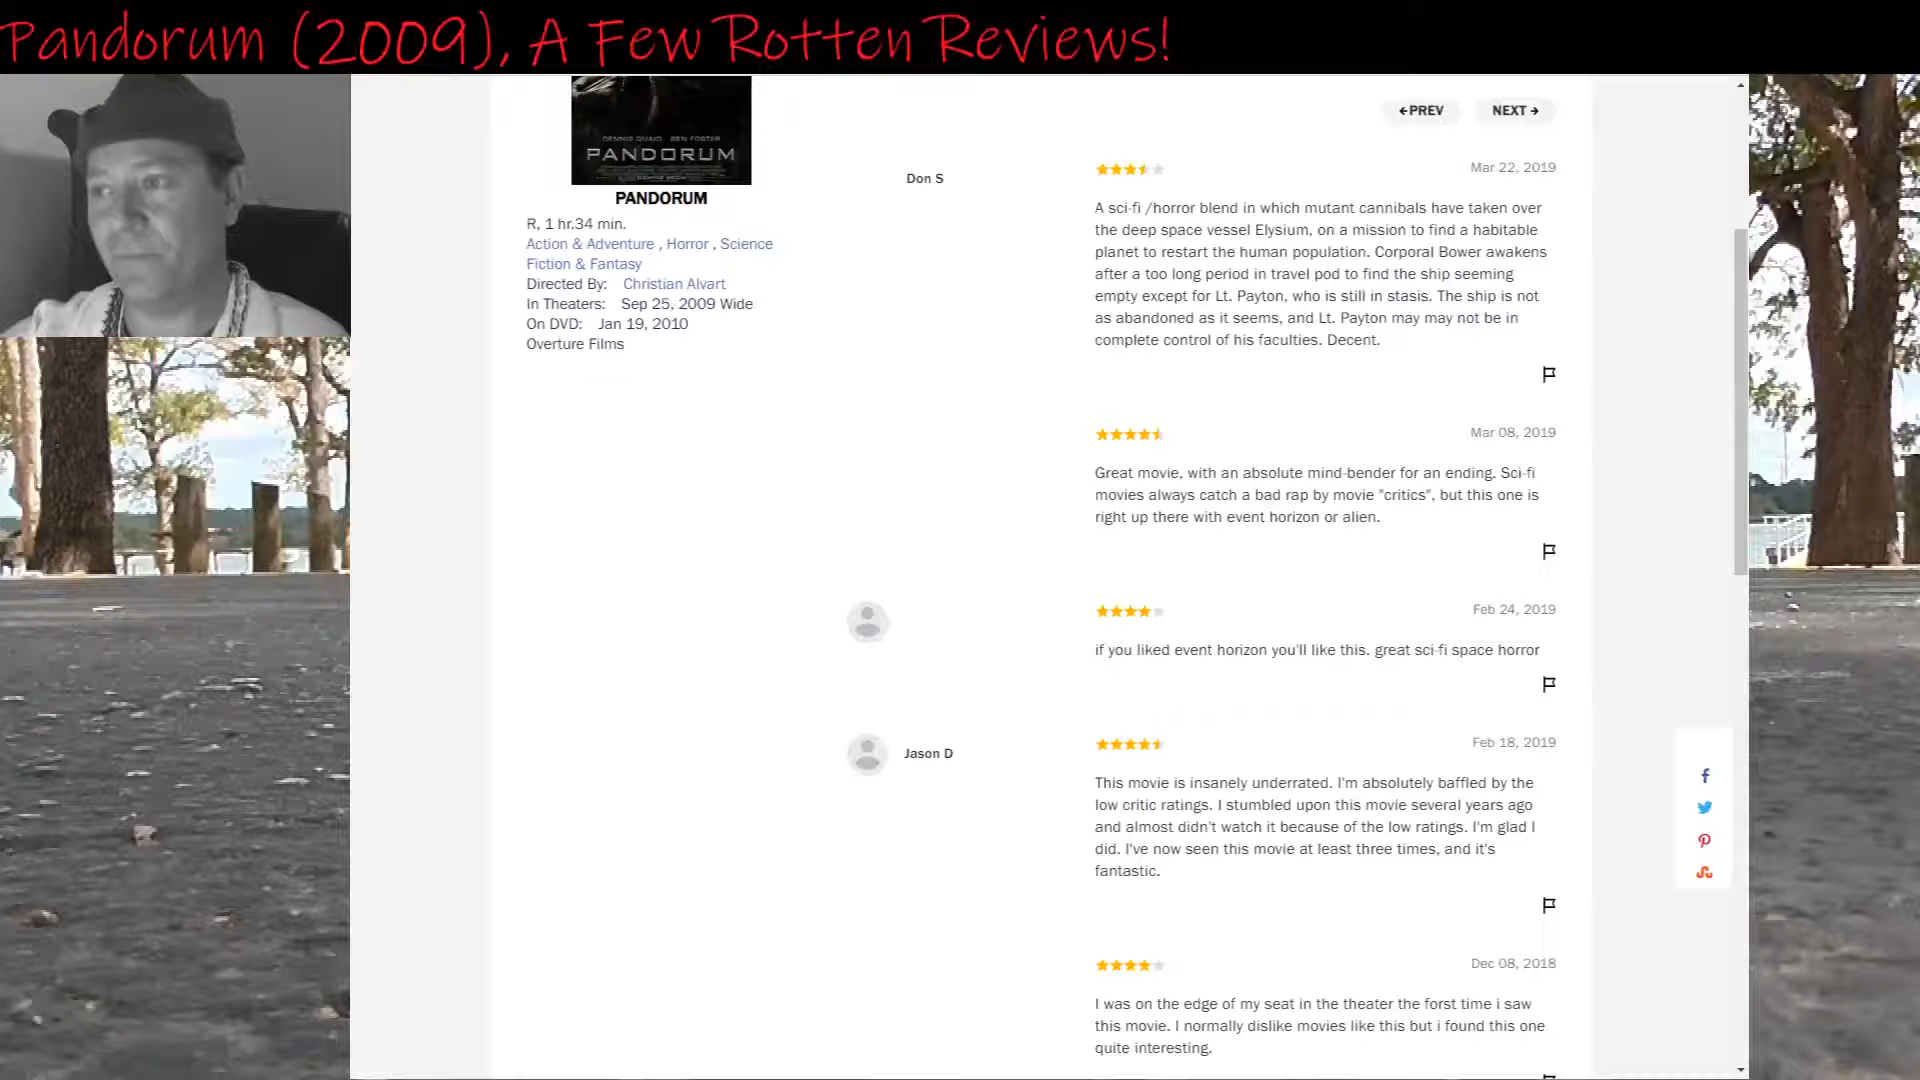 Pandorum (2009), A Few Rotten Reviews!
DENNIS QUAID BEN FOSTER
PANDORUM
PANDORUM
R, 1 hr.34 min.
Action & Adventure , Horror , Science
Fiction & Fantasy
Directed By: Christian Alvart
In Theaters: Sep 25, 2009 Wide
On DVD: Jan 19, 2010
Overture Films
PREV NEXT
Don S
Mar 22, 2019
A sci-fi /horror blend in which mutant cannibals have taken over
the deep space vessel Elysium, on a mission to find a habitable
planet to restart the human population. Corporal Bower awakens
after a too long period in travel pod to find the ship seeming
empty except for Lt. Payton, who is still in stasis. The ship is not
as abandoned as it seems, and Lt. Payton may may not be in
complete control of his faculties. Decent.
Mar 08, 2019
Great movie, with an absolute mind-bender for an ending. Sci-fi
movies always catch a bad rap by movie "critics", but this one is
right up there with event horizon or alien.
Feb 24, 2019
if you liked event horizon you'll like this. great sci-fi space horror
Jason D
Feb 18, 2019
This movie is insanely underrated. I'm absolutely baffled by the
low critic ratings. I stumbled upon this movie several years ago
and almost didn't watch it because of the low ratings. I'm glad I
did. I've now seen this movie at least three times, and it's
fantastic.
Dec 08, 2018
I was on the edge of my seat in the theater the forst time i saw
this movie. I normally dislike movies like this but i found this one
quite interesting.